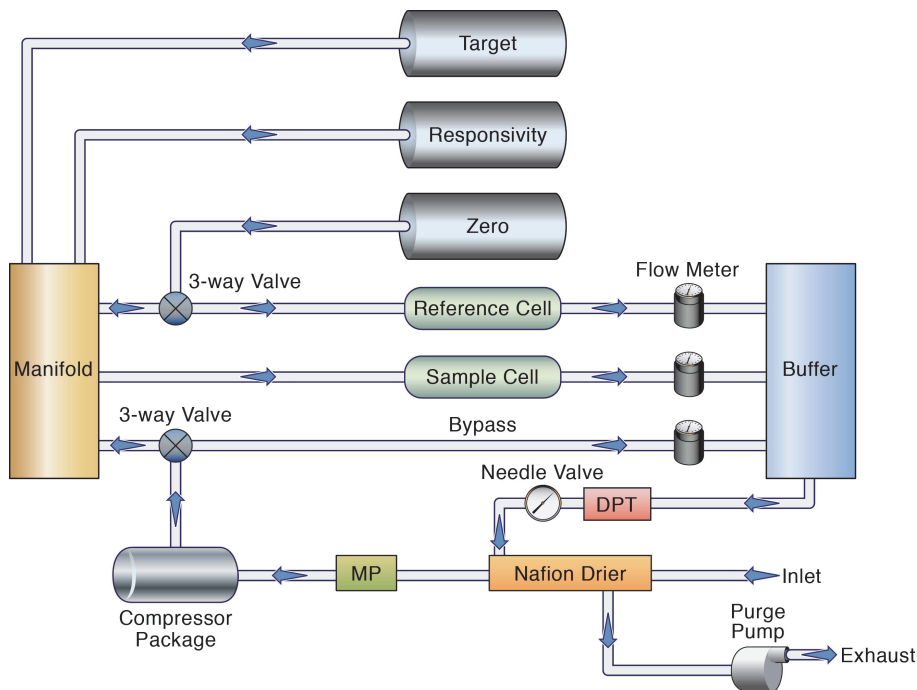 Target
Responsivity
Zero
3-way Valve
Flow Meter
Reference Cell
Manifold
Sample Cell
Buffer
3-way Valve
Bypass
Needle Valve
DPT
MP
Nafion Drier
Inlet
Compressor
Package
Purge
Pump
Exhaust